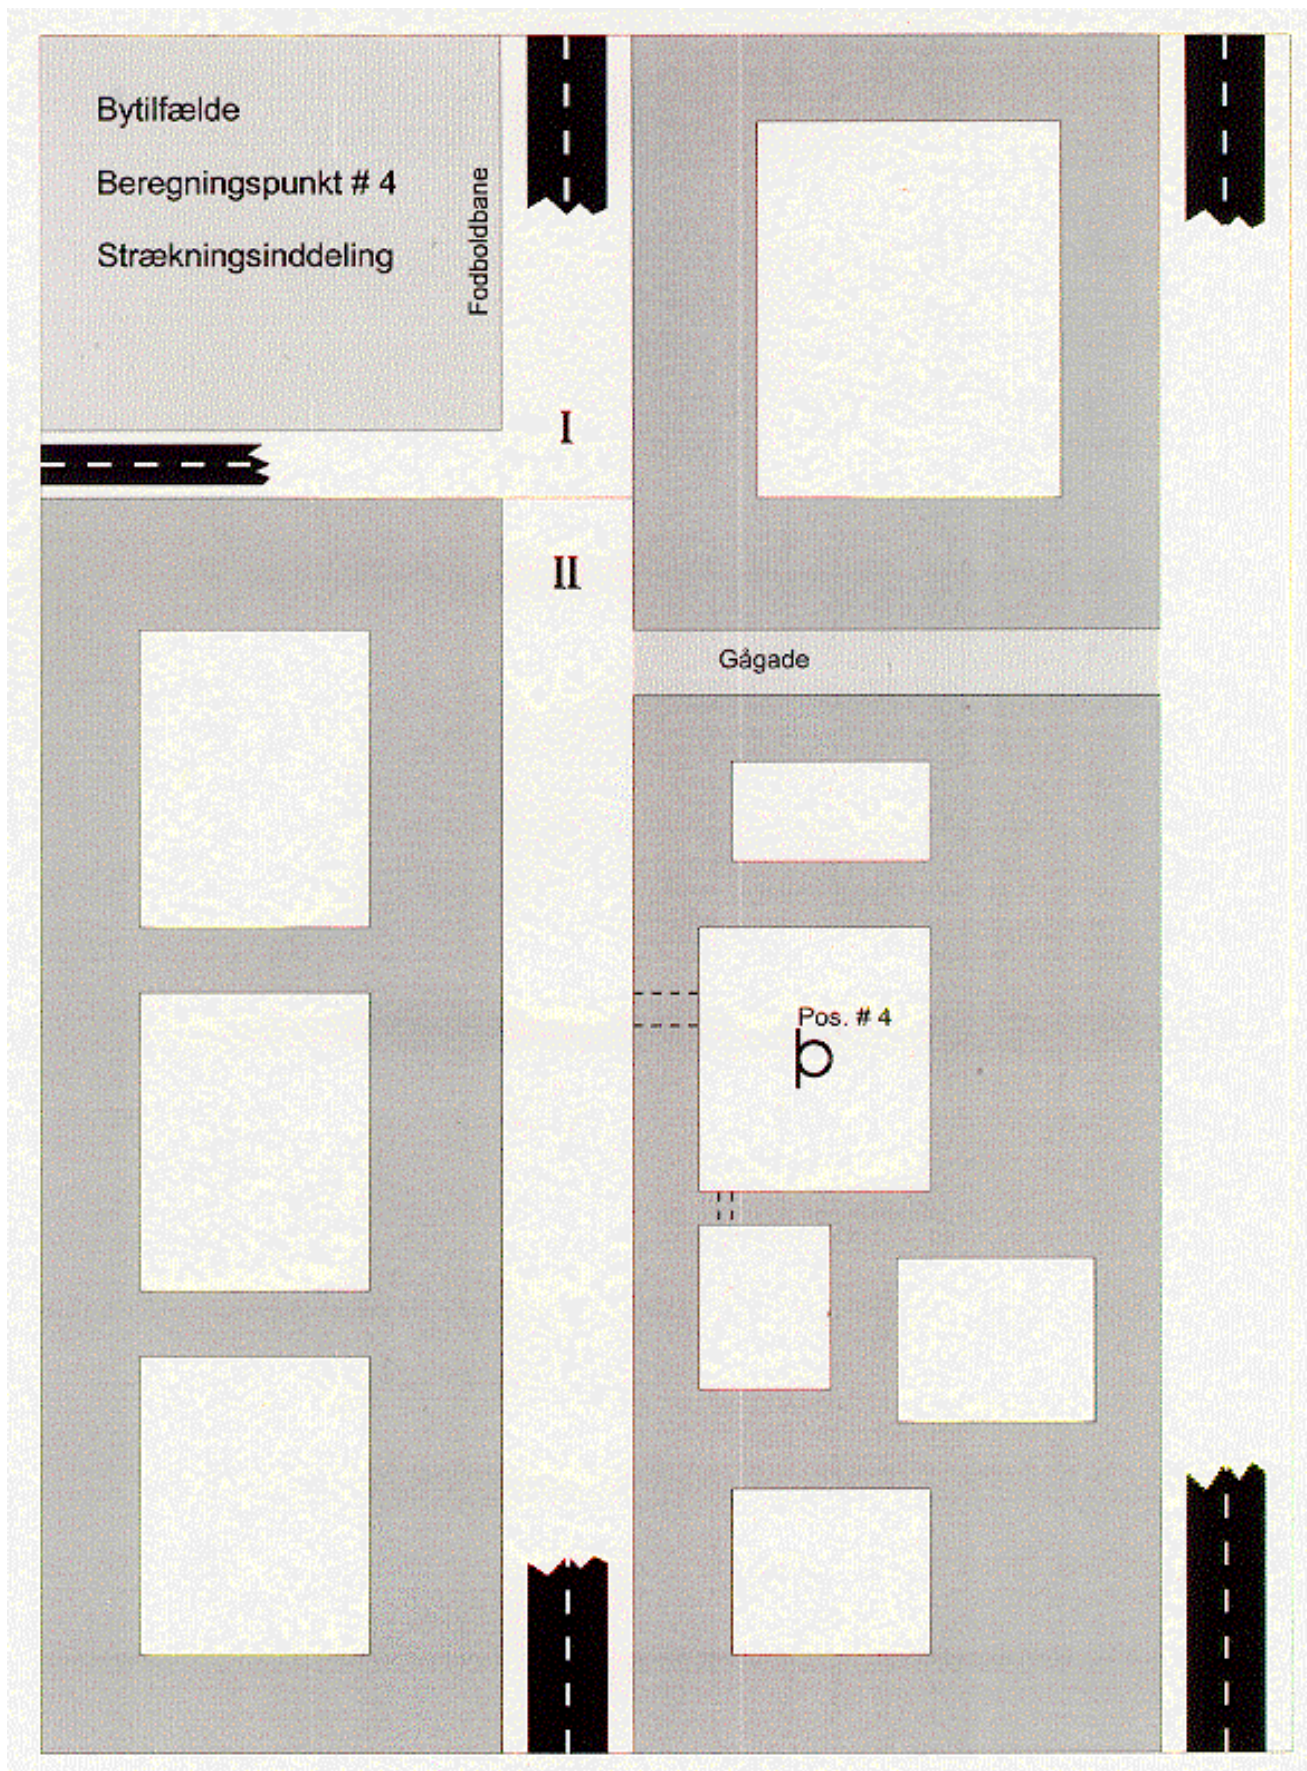 Bytilfælde
Beregningspunkt # 4
Strækningsinddeling
Fodboldbane
I
II
Gågade
Pos. # 4